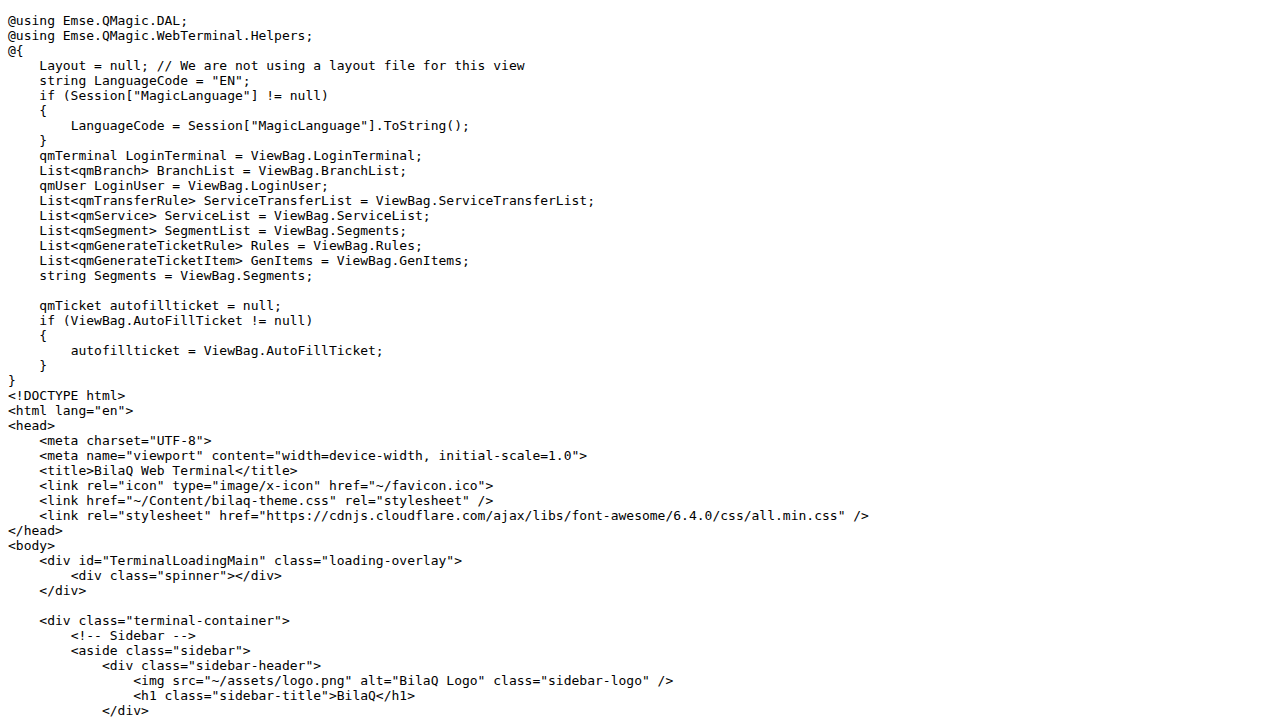 @using Emse.QMagic.DAL;
@using Emse.QMagic.WebTerminal.Helpers;
@{
    Layout = null; // We are not using a layout file for this view
    string LanguageCode = "EN";
    if (Session["MagicLanguage"] != null)
    {
        LanguageCode = Session["MagicLanguage"].ToString();
    }
    qmTerminal LoginTerminal = ViewBag.LoginTerminal;
    List<qmBranch> BranchList = ViewBag.BranchList;
    qmUser LoginUser = ViewBag.LoginUser;
    List<qmTransferRule> ServiceTransferList = ViewBag.ServiceTransferList;
    List<qmService> ServiceList = ViewBag.ServiceList;
    List<qmSegment> SegmentList = ViewBag.Segments;
    List<qmGenerateTicketRule> Rules = ViewBag.Rules;
    List<qmGenerateTicketItem> GenItems = ViewBag.GenItems;
    string Segments = ViewBag.Segments;

    qmTicket autofillticket = null;
    if (ViewBag.AutoFillTicket != null)
    {
        autofillticket = ViewBag.AutoFillTicket;
    }
}
<!DOCTYPE html>
<html lang="en">
<head>
    <meta charset="UTF-8">
    <meta name="viewport" content="width=device-width, initial-scale=1.0">
    <title>BilaQ Web Terminal</title>
    <link rel="icon" type="image/x-icon" href="~/favicon.ico">
    <link href="~/Content/bilaq-theme.css" rel="stylesheet" />
    <link rel="stylesheet" href="https://cdnjs.cloudflare.com/ajax/libs/font-awesome/6.4.0/css/all.min.css" />
</head>
<body>
    <div id="TerminalLoadingMain" class="loading-overlay">
        <div class="spinner"></div>
    </div>

    <div class="terminal-container">
        <!-- Sidebar -->
        <aside class="sidebar">
            <div class="sidebar-header">
                <img src="~/assets/logo.png" alt="BilaQ Logo" class="sidebar-logo" />
                <h1 class="sidebar-title">BilaQ</h1>
            </div>